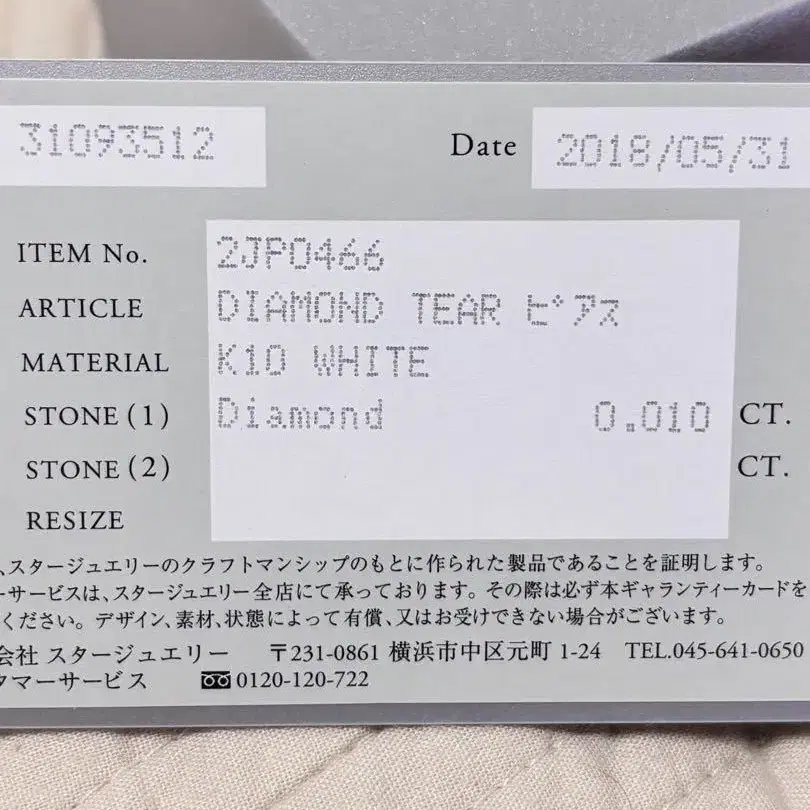 31093512
Date 2018/05/31
ITEM No. 2JP0466
ARTICLE DIAMOND TEAR ピアス
MATERIAL K10 WHITE
STONE(1) Diamond 0.010 CT.
STONE(2) CT.
RESIZE
、スタージュエリーのクラフトマンシップのもとに作られた製品であることを証明します。
ーサービスは、スタージュエリー全店にて承っております。その際は必ず本ギャランティーカードを
ください。デザイン、素材、状態によって有償、又はお受けできない場合がございます。
会社 スタージュエリー 〒231-0861 横浜市中区元町 1-24 TEL.045-641-0650
タマーサービス 0120-120-722